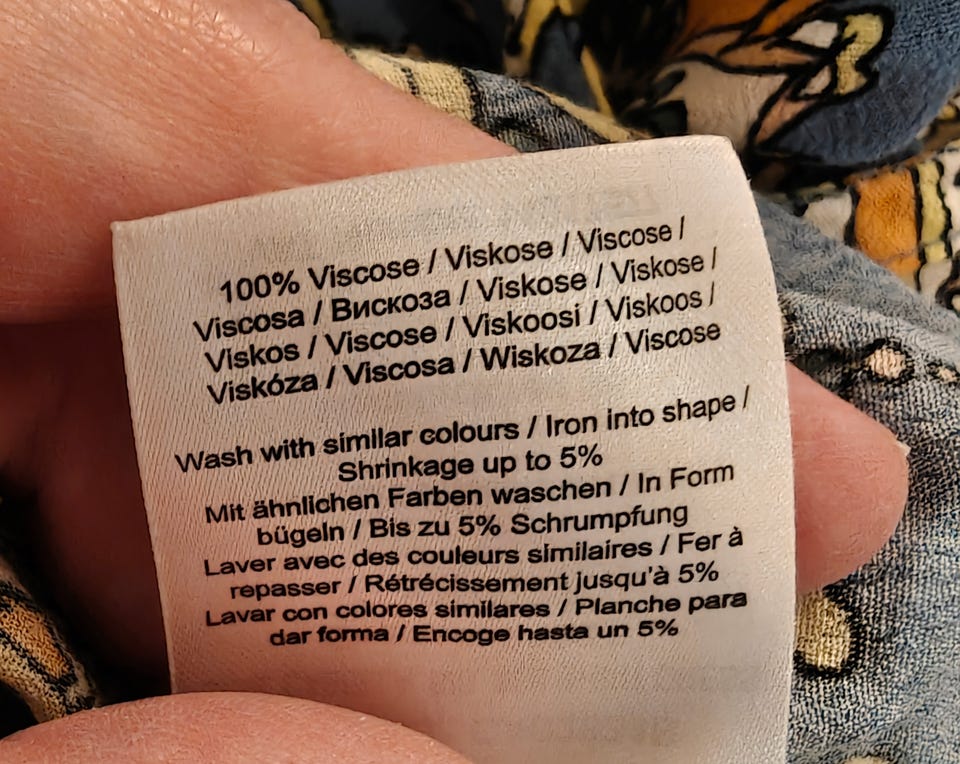 100% Viscose / Viskose / Viscose /
Viscosa / Вискоза / Viskose / Viskose /
Viskos / Viscose / Viskoosi / Viskoos /
Viskóza / Viscosa / Wiskoza / Viscose
Wash with similar colours / Iron into shape /
Shrinkage up to 5%
Mit ähnlichen Farben waschen / In Form
bügeln / Bis zu 5% Schrumpfung
Laver avec des couleurs similaires / Fer à
repasser / Rétrécissement jusqu'à 5%
Lavar con colores similares / Planche para
dar forma / Encoge hasta un 5%